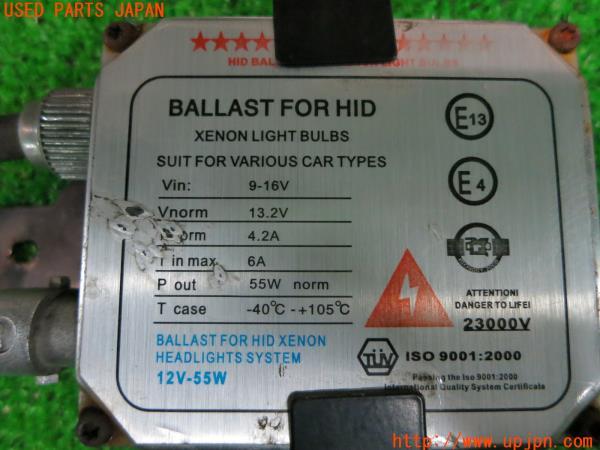 USED PARTS JAPAN
HID BALL LIGHT BULBS
BALLAST FOR HID
XENON LIGHT BULBS
SUIT FOR VARIOUS CAR TYPES
Vin: 9-16V
Vnorm 13.2V
norm 4.2A
I in max 6A
P out 55W norm
T case -40℃ -+105℃
BALLAST FOR HID XENON
HEADLIGHTS SYSTEM
12V-55W
E13
E4
ATTENTION!
DANGER TO LIFE!
23000V
TÜV ISO 9001:2000
Passing the Iso 9001:2000
International Quality System Certificate
http://www.upjpn.com/